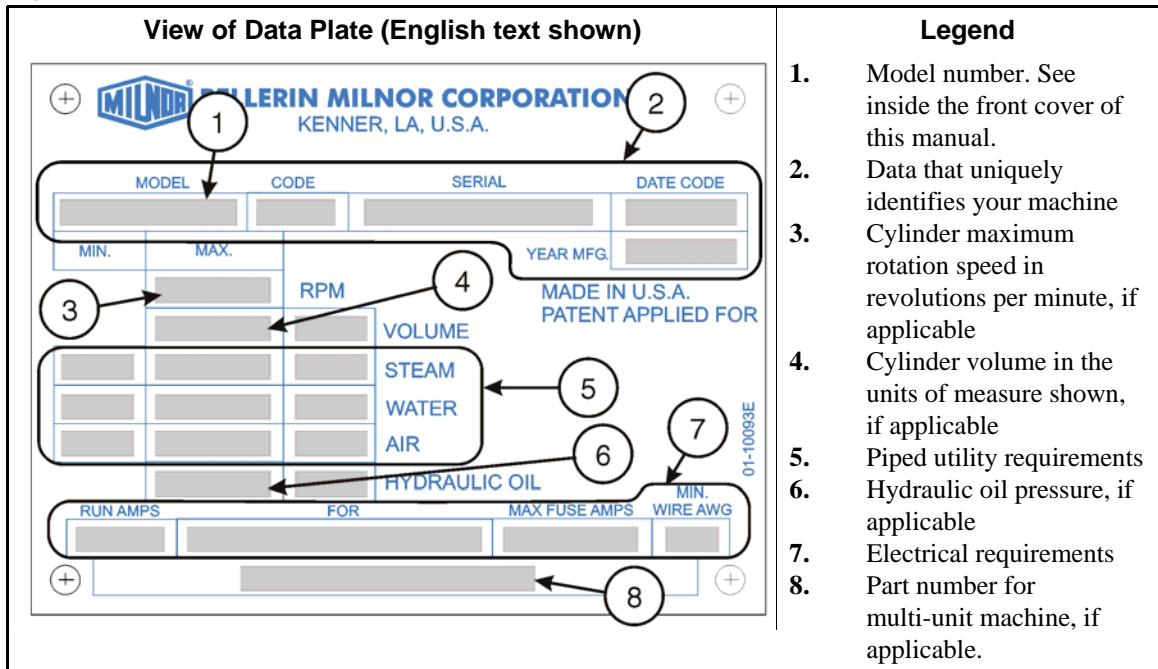 View of Data Plate (English text shown)
MILNOR®
PELLERIN MILNOR CORPORATION
KENNER, LA, U.S.A.
1
2
MODEL CODE SERIAL DATE CODE
MIN. MAX. YEAR MFG.
3
RPM
4
MADE IN U.S.A.
PATENT APPLIED FOR
VOLUME
STEAM
5
WATER
AIR
6
7
01-10093E
HYDRAULIC OIL
RUN AMPS FOR MAX FUSE AMPS MIN.
WIRE AWG
8
Legend
1. Model number. See
inside the front cover of
this manual.
2. Data that uniquely
identifies your machine
3. Cylinder maximum
rotation speed in
revolutions per minute, if
applicable
4. Cylinder volume in the
units of measure shown,
if applicable
5. Piped utility requirements
6. Hydraulic oil pressure, if
applicable
7. Electrical requirements
8. Part number for
multi-unit machine, if
applicable.